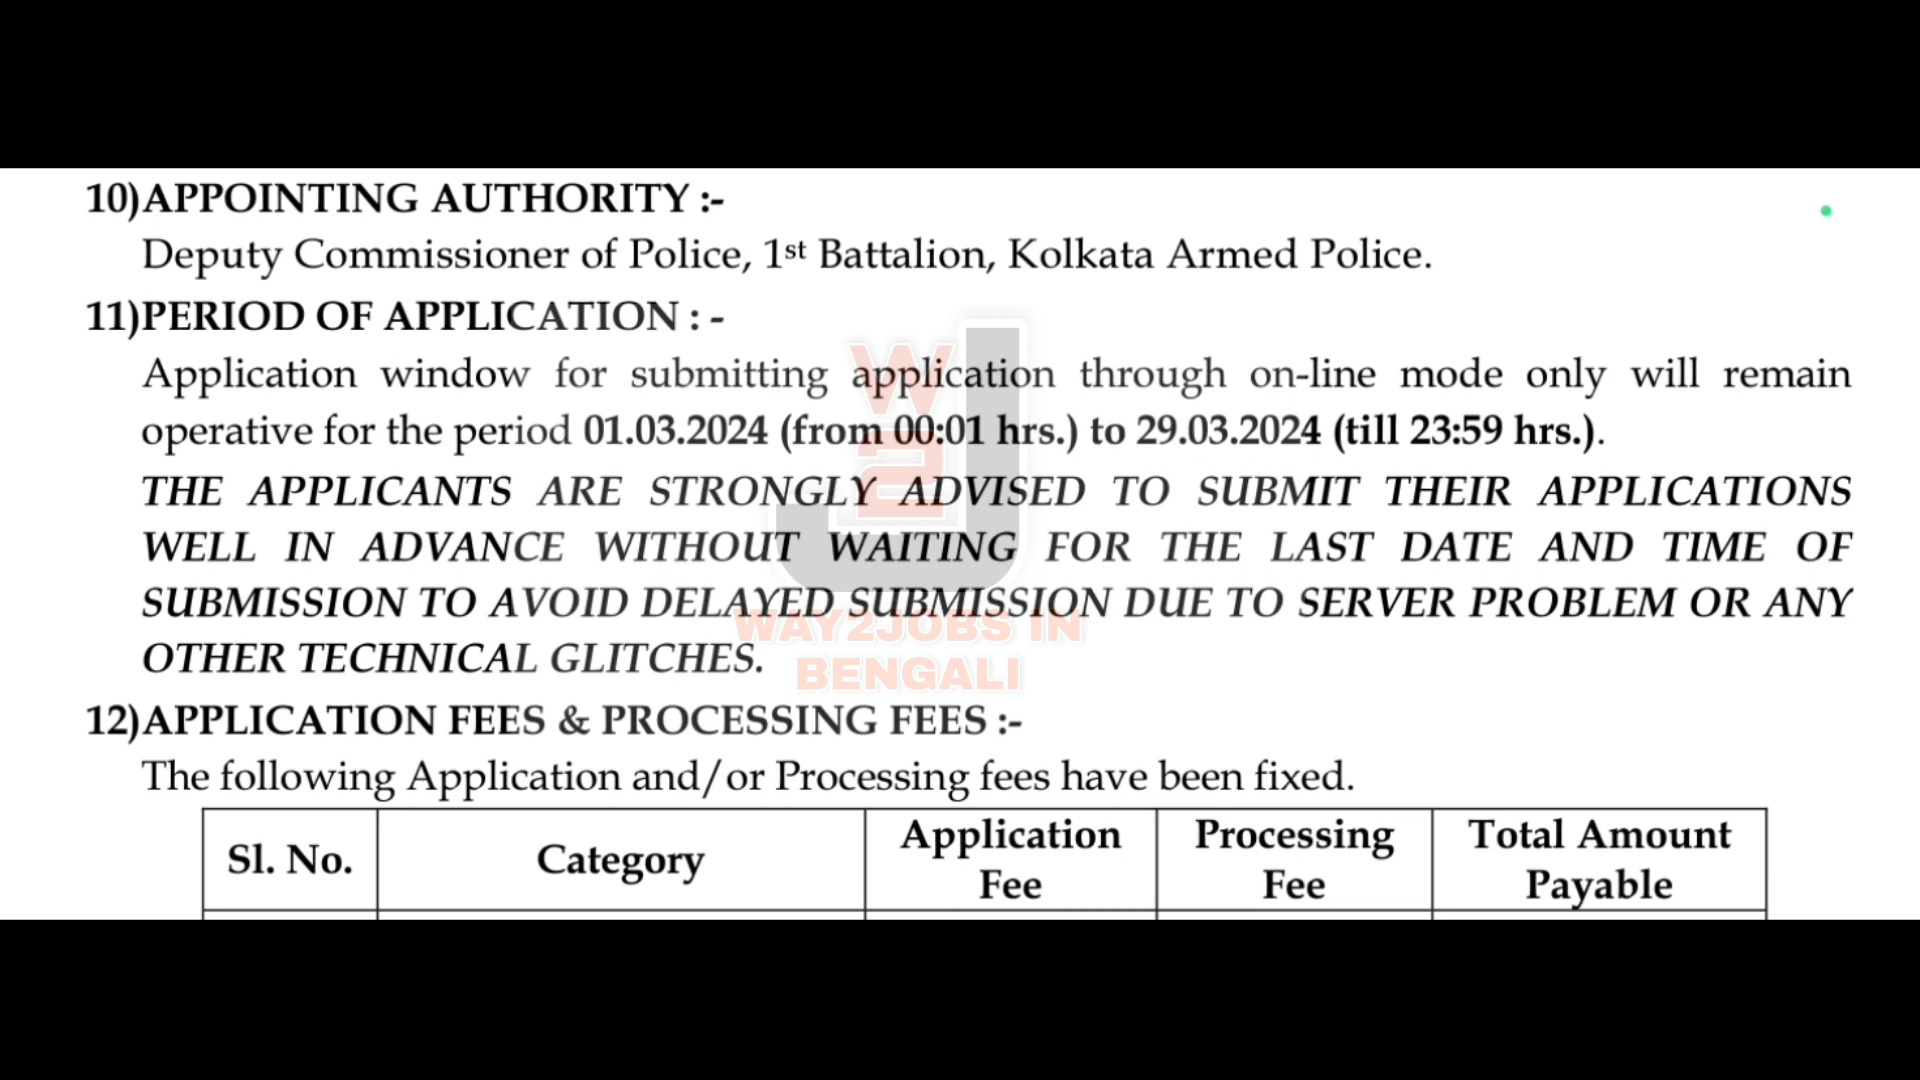 10)APPOINTING AUTHORITY :-
Deputy Commissioner of Police, 1st Battalion, Kolkata Armed Police.
11)PERIOD OF APPLICATION : -
Application window for submitting application through on-line mode only will remain
operative for the period 01.03.2024 (from 00:01 hrs.) to 29.03.2024 (till 23:59 hrs.).
THE APPLICANTS ARE STRONGLY ADVISED TO SUBMIT THEIR APPLICATIONS
WELL IN ADVANCE WITHOUT WAITING FOR THE LAST DATE AND TIME OF
SUBMISSION TO AVOID DELAYED SUBMISSION DUE TO SERVER PROBLEM OR ANY
OTHER TECHNICAL GLITCHES.
W
2
J
WAY2JOBS IN
BENGALI
12)APPLICATION FEES & PROCESSING FEES :-
The following Application and/or Processing fees have been fixed.
Sl. No. Category Application Fee Processing Fee Total Amount Payable